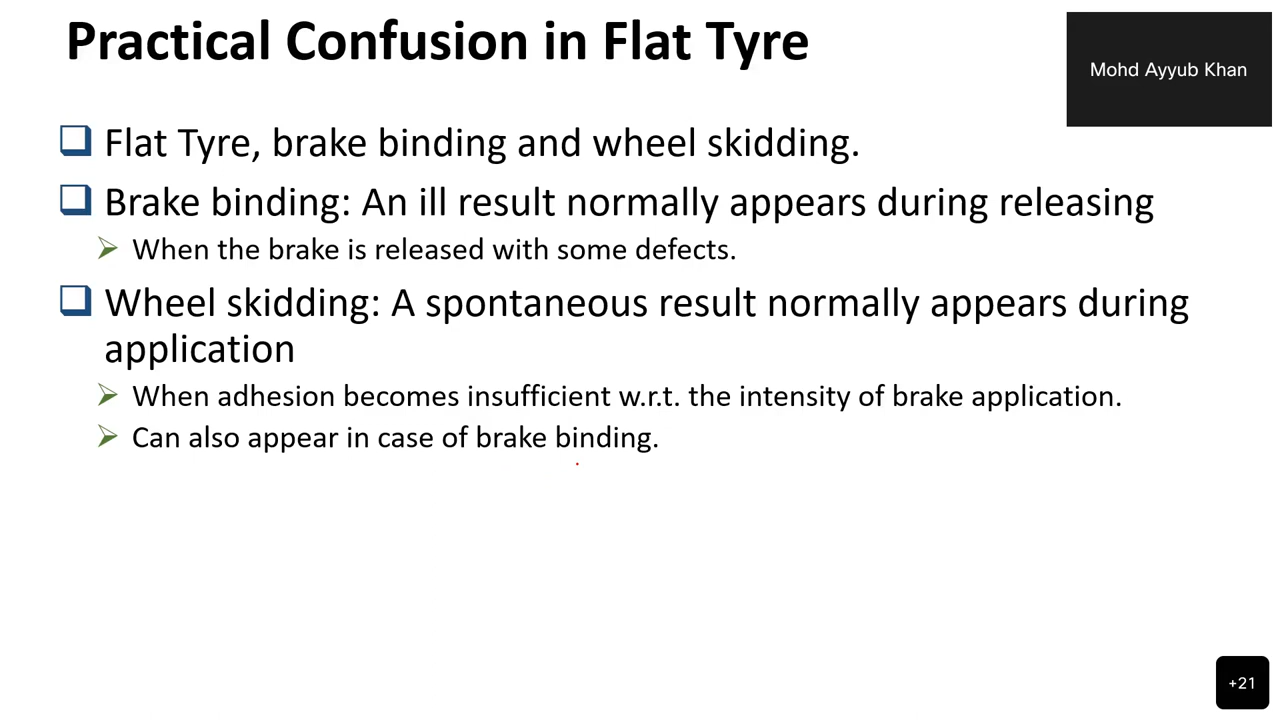 Practical Confusion in Flat Tyre
Mohd Ayyub Khan
Flat Tyre, brake binding and wheel skidding.
Brake binding: An ill result normally appears during releasing
When the brake is released with some defects.
Wheel skidding: A spontaneous result normally appears during
application
When adhesion becomes insufficient w.r.t. the intensity of brake application.
Can also appear in case of brake binding.
+21